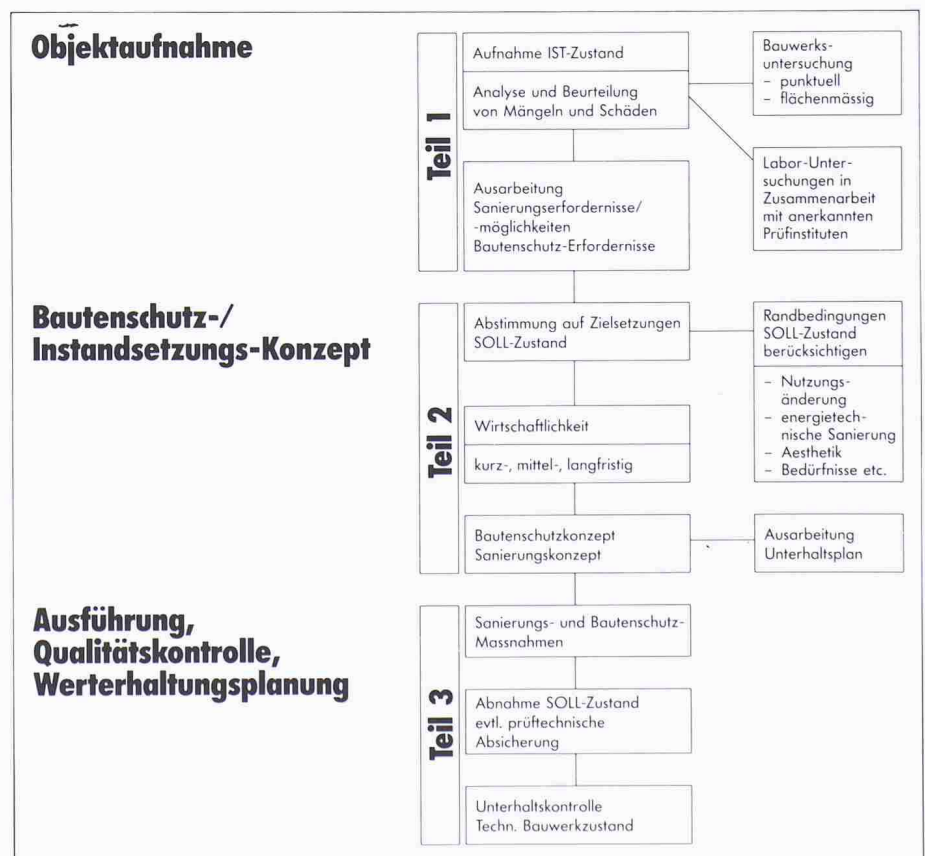 Objektaufnahme
Teil 1
Aufnahme IST-Zustand
Analyse und Beurteilung
von Mängeln und Schäden
Bauwerks-
untersuchung
- punktuell
- flächenmässig
Labor-Unter-
suchungen in
Zusammenarbeit
mit anerkannten
Prüfinstituten
Ausarbeitung
Sanierungserfordernisse/
-möglichkeiten
Bautenschutz-Erfordernisse
Bautenschutz-/
Instandsetzungs-Konzept
Teil 2
Abstimmung auf Zielsetzungen
SOLL-Zustand
Randbedingungen
SOLL-Zustand
berücksichtigen
- Nutzungs-
änderung
- energietech-
nische Sanierung
- Aesthetik
- Bedürfnisse etc.
Wirtschaftlichkeit
kurz-, mittel-, langfristig
Bautenschutzkonzept
Sanierungskonzept
Ausarbeitung
Unterhaltsplan
Ausführung,
Qualitätskontrolle,
Werterhaltungsplanung
Teil 3
Sanierungs- und Bautenschutz-
Massnahmen
Abnahme SOLL-Zustand
evtl. prüftechnische
Absicherung
Unterhaltskontrolle
Techn. Bauwerkzustand